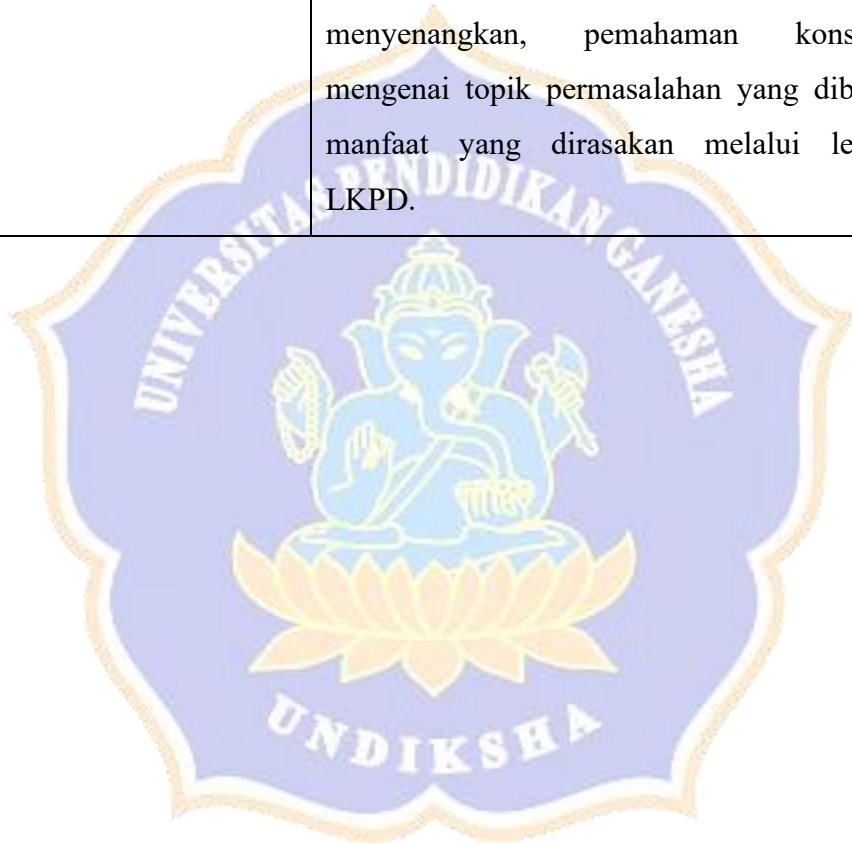 menyenangkan, pemahaman kons
mengenai topik permasalahan yang dib
manfaat yang dirasakan melalui le
LKPD.
UNIVERSITAS PENDIDIKAN GANESHA
UNDIKSHA